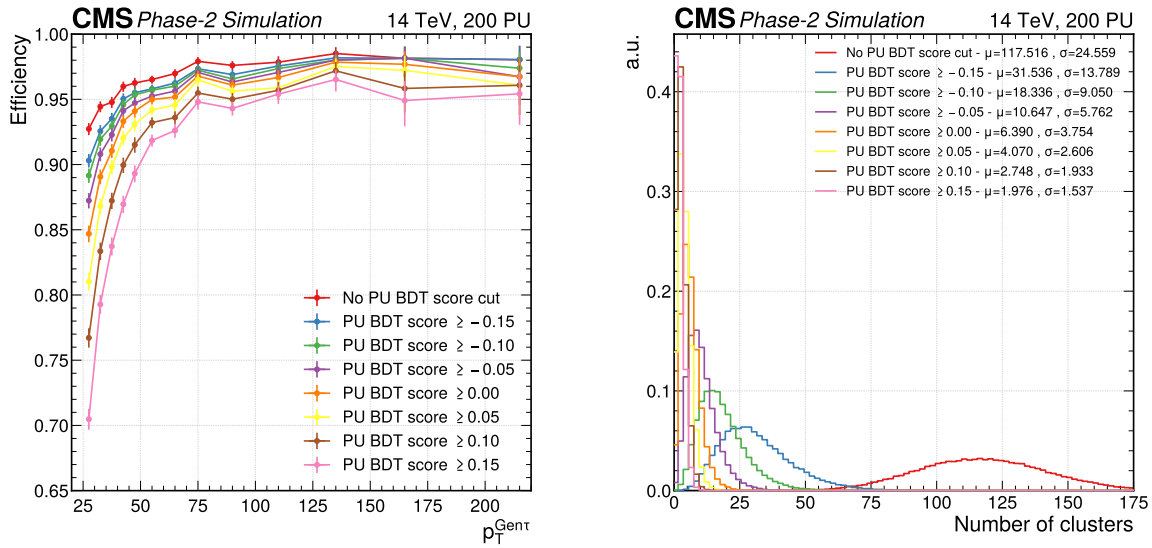 CMS Phase-2 Simulation 14 TeV, 200 PU
Efficiency
1.00
0.95
0.90
0.85
0.80
0.75
0.70
0.65
No PU BDT score cut
PU BDT score ≥ −0.15
PU BDT score ≥ −0.10
PU BDT score ≥ −0.05
PU BDT score ≥ 0.00
PU BDT score ≥ 0.05
PU BDT score ≥ 0.10
PU BDT score ≥ 0.15
25 50 75 100 125 150 175 200
p_T^Genτ
CMS Phase-2 Simulation 14 TeV, 200 PU
a.u.
0.4
0.3
0.2
0.1
0.0
No PU BDT score cut - μ=117.516 , σ=24.559
PU BDT score ≥ -0.15 - μ=31.536 , σ=13.789
PU BDT score ≥ -0.10 - μ=18.336 , σ=9.050
PU BDT score ≥ -0.05 - μ=10.647 , σ=5.762
PU BDT score ≥0.00 - μ=6.390 , σ=3.754
PU BDT score ≥0.05 - μ=4.070 , σ=2.606
PU BDT score ≥0.10 - μ=2.748 , σ=1.933
PU BDT score ≥0.15 - μ=1.976 , σ=1.537
0 25 50 75 100 125 150 175
Number of clusters